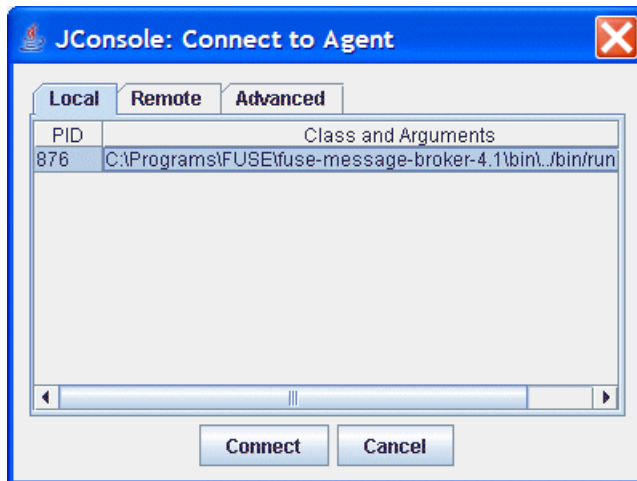 JConsole: Connect to Agent
Local Remote Advanced
PID Class and Arguments
876 C:\Programs\FUSE\fuse-message-broker-4.1\bin\../bin/run
Connect Cancel